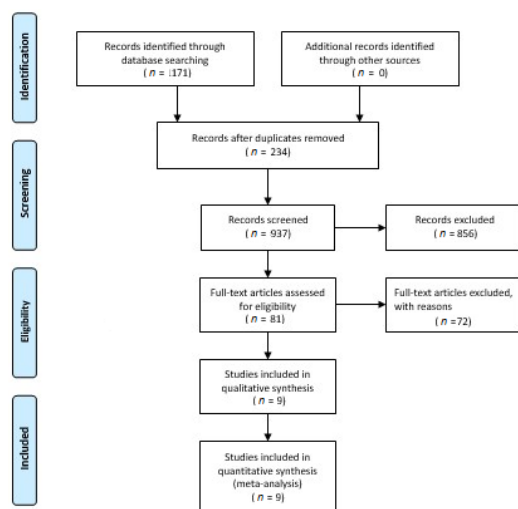 Identification
Records identified through
database searching
( n = 1171)
Additional records identified
through other sources
( n = 0)
Records after duplicates removed
( n = 234)
Screening
Records screened
( n = 937)
Records excluded
( n = 856)
Eligibility
Full-text articles assessed
for eligibility
( n = 81)
Full-text articles excluded,
with reasons
( n =72)
Studies included in
qualitative synthesis
( n = 9)
Included
Studies included in
quantitative synthesis
(meta-analysis)
( n = 9)